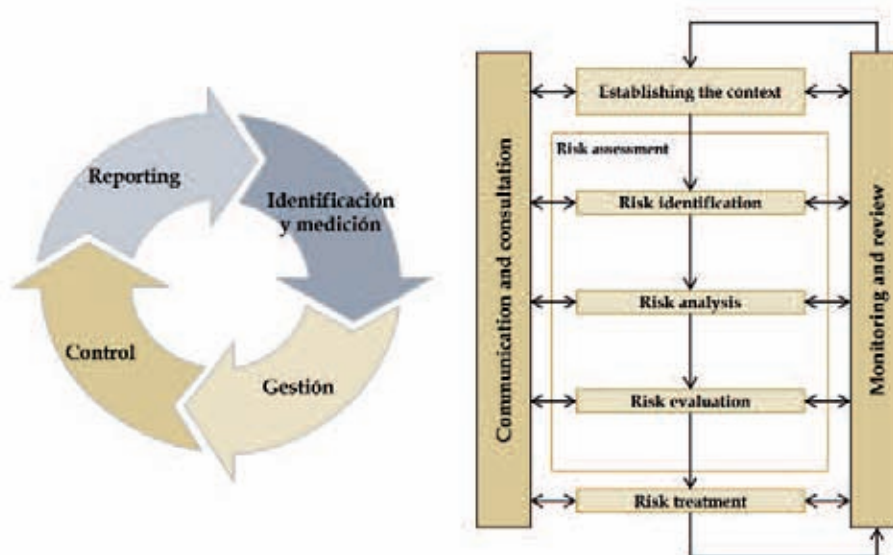 Reporting
Identificación
y medición
Control
Gestión
Communication and consultation
Establishing the context
Risk assessment
Risk identification
Risk analysis
Risk evaluation
Risk treatment
Monitoring and review